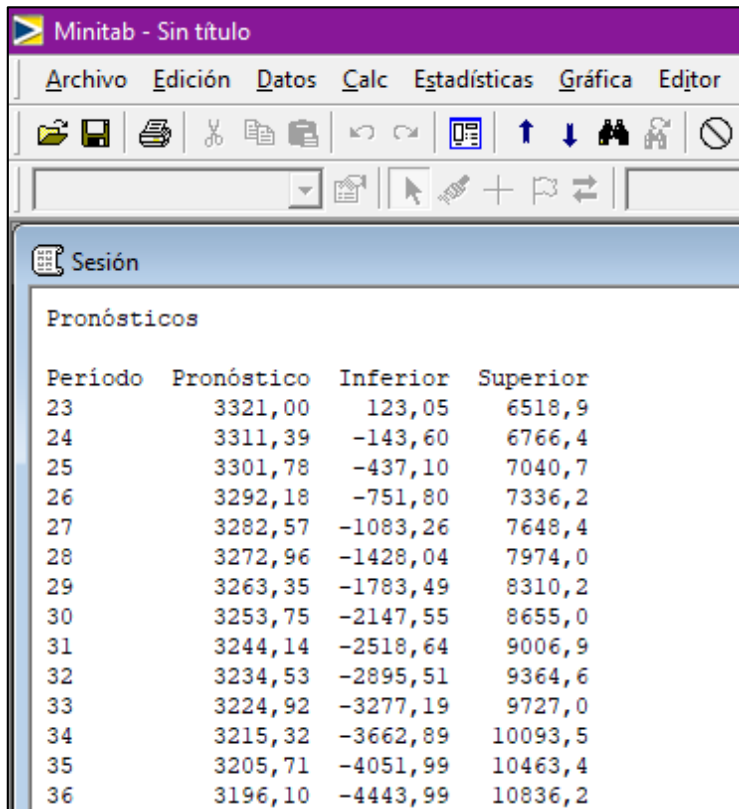 Minitab - Sin título
Archivo Edición Datos Calc Estadísticas Gráfica Editor
Sesión
Pronósticos
Período Pronóstico Inferior Superior
23 3321,00 123,05 6518,9
24 3311,39 -143,60 6766,4
25 3301,78 -437,10 7040,7
26 3292,18 -751,80 7336,2
27 3282,57 -1083,26 7648,4
28 3272,96 -1428,04 7974,0
29 3263,35 -1783,49 8310,2
30 3253,75 -2147,55 8655,0
31 3244,14 -2518,64 9006,9
32 3234,53 -2895,51 9364,6
33 3224,92 -3277,19 9727,0
34 3215,32 -3662,89 10093,5
35 3205,71 -4051,99 10463,4
36 3196,10 -4443,99 10836,2